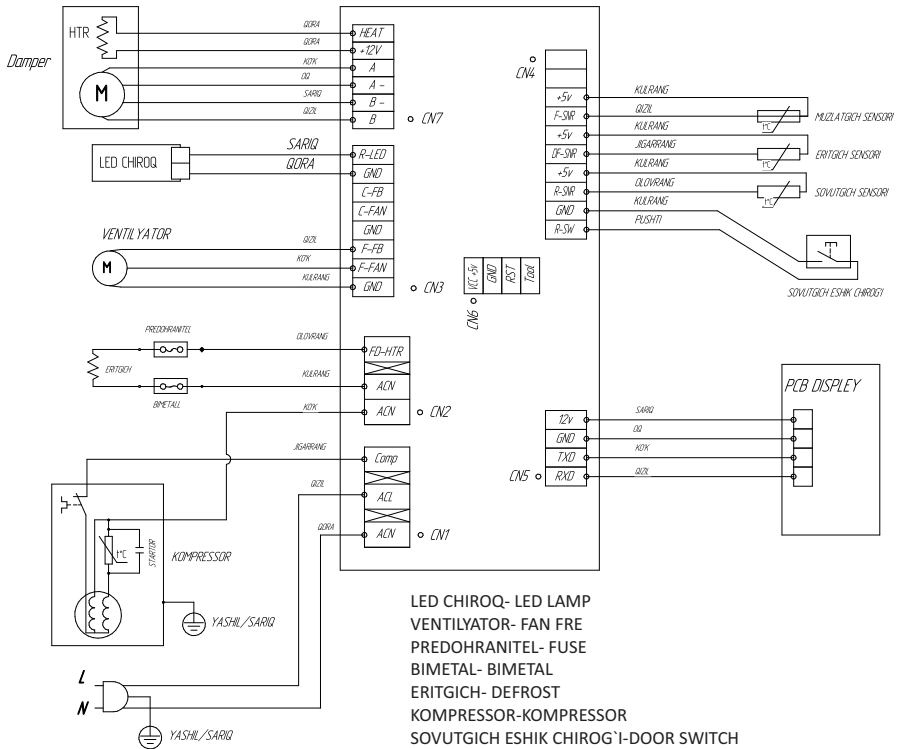 HTR
Damper
M
QORA
QORA
KO'K
OQ
SARIQ
QIZIL
HEAT
+12V
A
A -
B -
B
CN7
LED CHIROQ
SARIQ
QORA
R-LED
GND
C-FB
C-FAN
GND
F-FB
F-FAN
GND
CN3
VENTILYATOR
M
QIZIL
KO'K
KULRANG
PREDOHRANITEL
ERITGICH
BIMETALL
OLOVRANG
KULRANG
KO'K
FD-HTR
ACN
ACN
CN2
JIGARRANG
QIZIL
QORA
Comp
ACL
ACN
CN1
t°C
STARTOR
KOMPRESSOR
YASHIL/SARIQ
L
N
YASHIL/SARIQ
CN4
+5v
F-SNR
+5v
DF-SNR
+5v
R-SNR
GND
R-SW
KULRANG
QIZIL
KULRANG
JIGARRANG
KULRANG
OLOVRANG
KULRANG
PUSHTI
t°C
MUZLATGICH SENSORI
t°C
ERITGICH SENSORI
t°C
SOVUTGICH SENSORI
SOVUTGICH ESHIK CHIROG'I
VCC +5v
GND
RST
Tool
CN6
12v
GND
TXD
RXD
CN5
SARIQ
OQ
KO'K
QIZIL
PCB DISPLEY
LED CHIROQ- LED LAMP
VENTILYATOR- FAN FRE
PREDOHRANITEL- FUSE
BIMETAL- BIMETAL
ERITGICH- DEFROST
KOMPRESSOR-KOMPRESSOR
SOVUTGICH ESHIK CHIROG`I-DOOR SWITCH